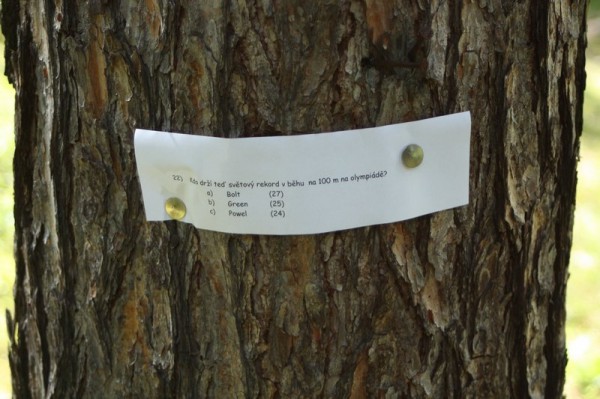 22) Kdo drží teď světový rekord v běhu na 100 m na olympiádě?
a) Bolt (27)
b) Green (25)
c) Powel (24)